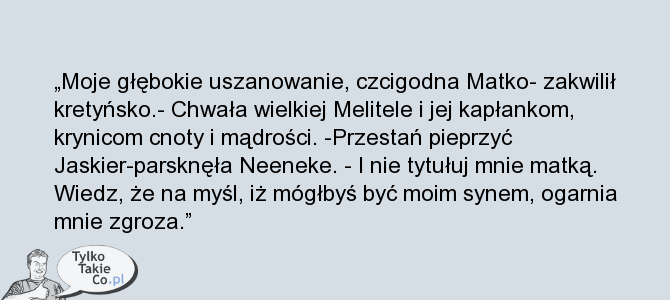 „Moje głębokie uszanowanie, czcigodna Matko- zakwilił
kretyńsko.- Chwała wielkiej Melitele i jej kapłankom,
krynicom cnoty i mądrości. -Przestań pieprzyć
Jaskier-parsknęła Neeneke. - I nie tytułuj mnie matką.
Wiedz, że na myśl, iż mógłbyś być moim synem, ogarnia
mnie zgroza.”
Tylko
Takie
Co.pl